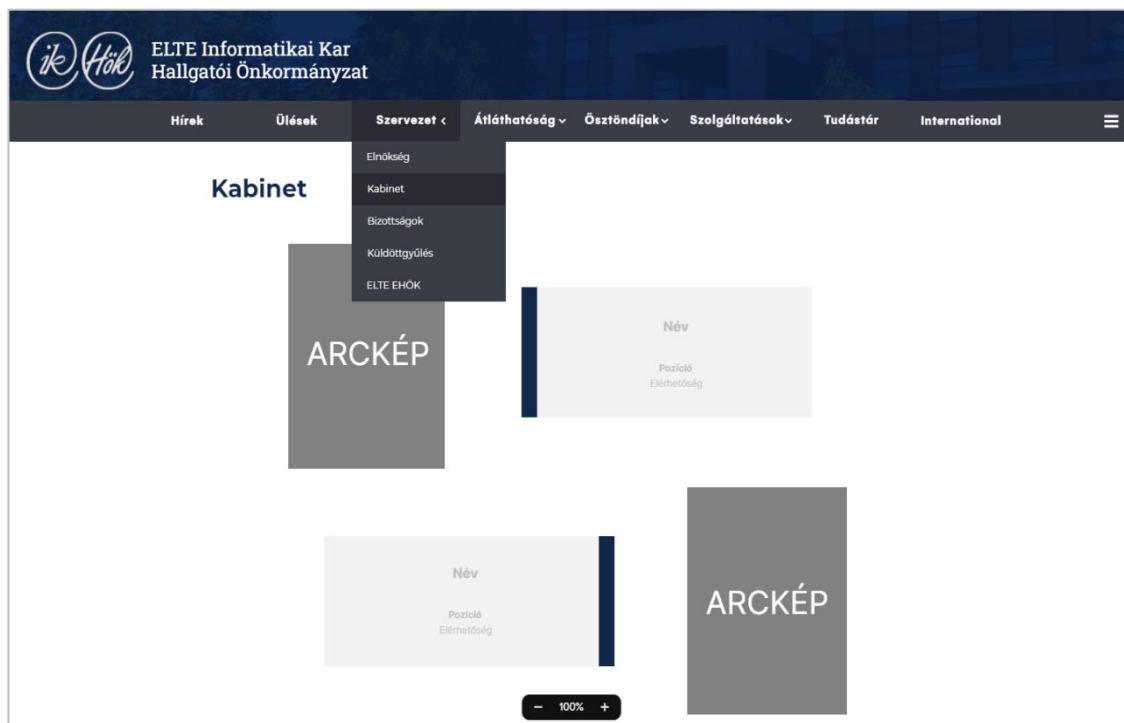 ik Hök
ELTE Informatikai Kar
Hallgatói Önkormányzat
Hírek Ülések Szervezet Átláthatóság Ösztöndíjak Szolgáltatások Tudástár International
Elnökség
Kabinet
Bizottságok
Küldöttgyűlés
ELTE EHÖK
Kabinet
ARCKÉP
Név
Pozíció
Elérhetőség
Név
Pozíció
Elérhetőség
ARCKÉP
− 100% +